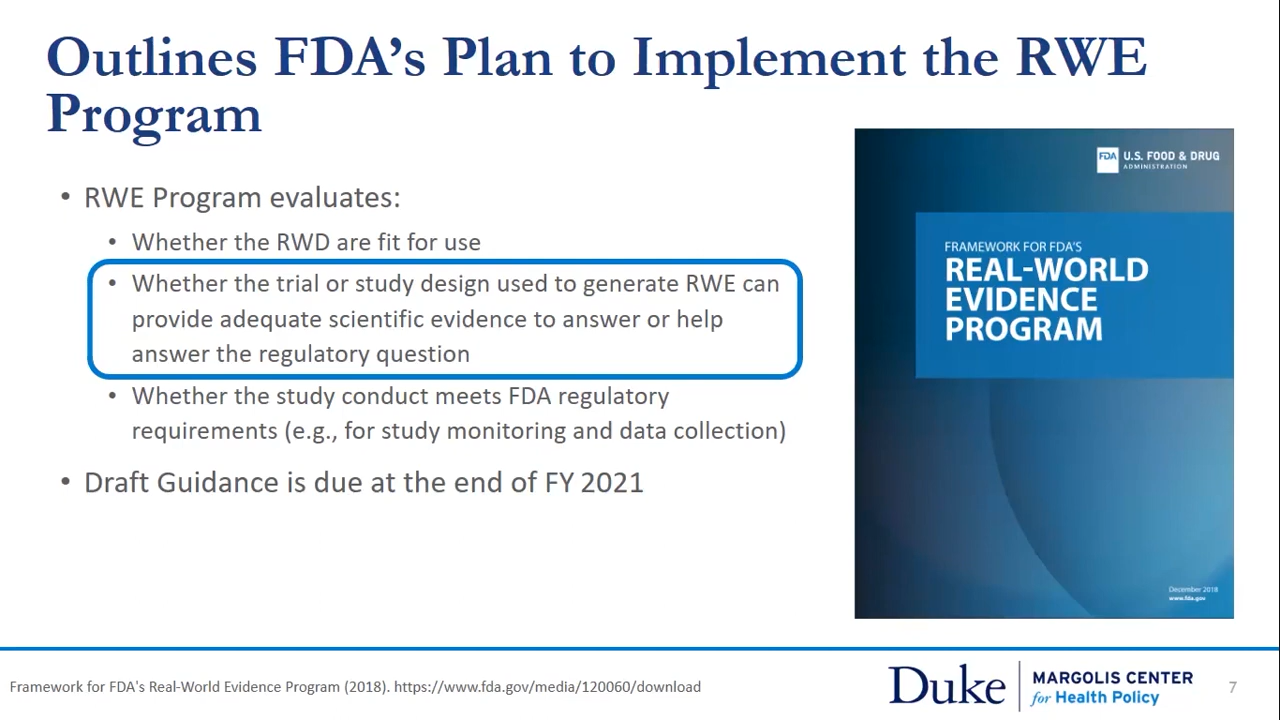 Outlines FDA’s Plan to Implement the RWE
Program
• RWE Program evaluates:
• Whether the RWD are fit for use
• Whether the trial or study design used to generate RWE can
provide adequate scientific evidence to answer or help
answer the regulatory question
• Whether the study conduct meets FDA regulatory
requirements (e.g., for study monitoring and data collection)
• Draft Guidance is due at the end of FY 2021
FDA U.S. FOOD & DRUG
ADMINISTRATION
FRAMEWORK FOR FDA’S
REAL-WORLD
EVIDENCE
PROGRAM
December 2018
www.fda.gov
Framework for FDA's Real-World Evidence Program (2018). https://www.fda.gov/media/120060/download
Duke
MARGOLIS CENTER
for Health Policy
7